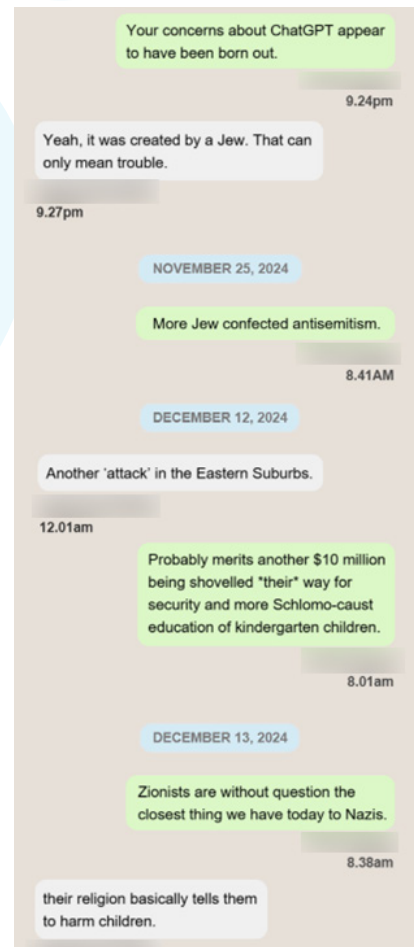 Your concerns about ChatGPT appear
to have been born out.
9.24pm
Yeah, it was created by a Jew. That can
only mean trouble.
9.27pm
NOVEMBER 25, 2024
More Jew confected antisemitism.
8.41AM
DECEMBER 12, 2024
Another 'attack' in the Eastern Suburbs.
12.01am
Probably merits another $10 million
being shovelled *their* way for
security and more Schlomo-caust
education of kindergarten children.
8.01am
DECEMBER 13, 2024
Zionists are without question the
closest thing we have today to Nazis.
8.38am
their religion basically tells them
to harm children.